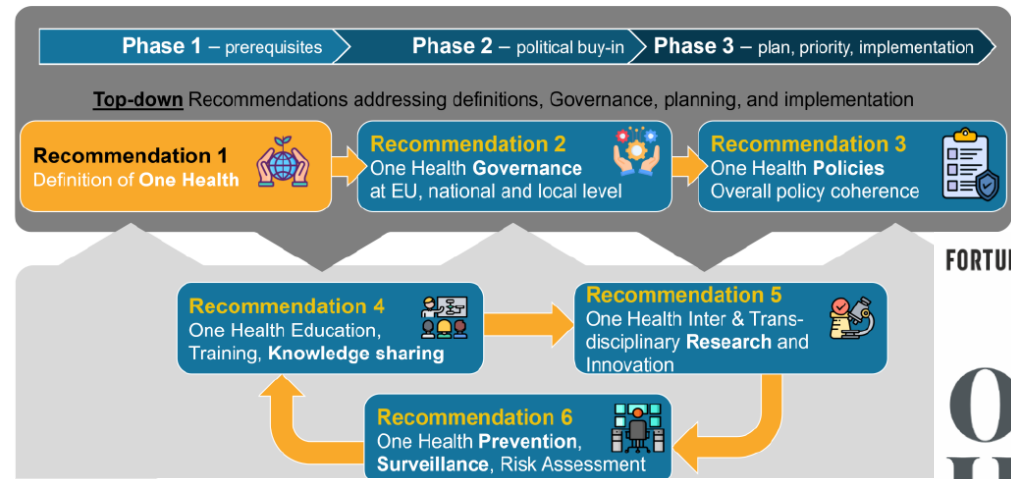 Phase 1 – prerequisites
Phase 2 – political buy-in
Phase 3 – plan, priority, implementation
Top-down Recommendations addressing definitions, Governance, planning, and implementation
Recommendation 1
Definition of One Health
Recommendation 2
One Health Governance
at EU, national and local level
Recommendation 3
One Health Policies
Overall policy coherence
Recommendation 4
One Health Education,
Training, Knowledge sharing
Recommendation 5
One Health Inter & Trans-
disciplinary Research and
Innovation
Recommendation 6
One Health Prevention,
Surveillance, Risk Assessment